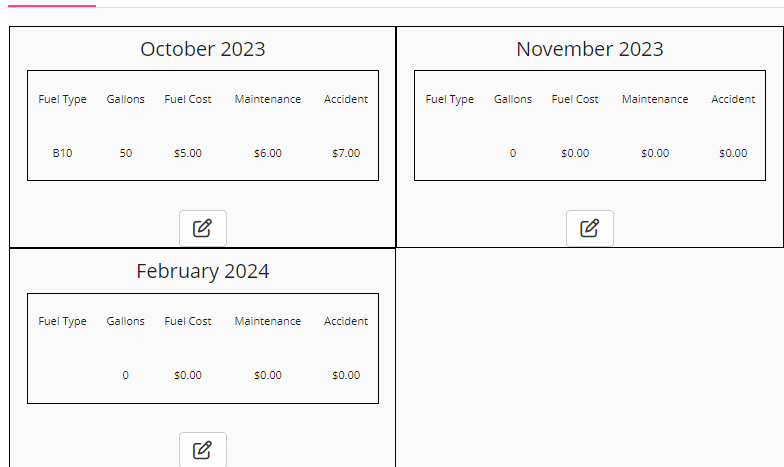 October 2023
Fuel Type Gallons Fuel Cost Maintenance Accident
B10 50 $5.00 $6.00 $7.00
November 2023
Fuel Type Gallons Fuel Cost Maintenance Accident
0 $0.00 $0.00 $0.00
February 2024
Fuel Type Gallons Fuel Cost Maintenance Accident
0 $0.00 $0.00 $0.00